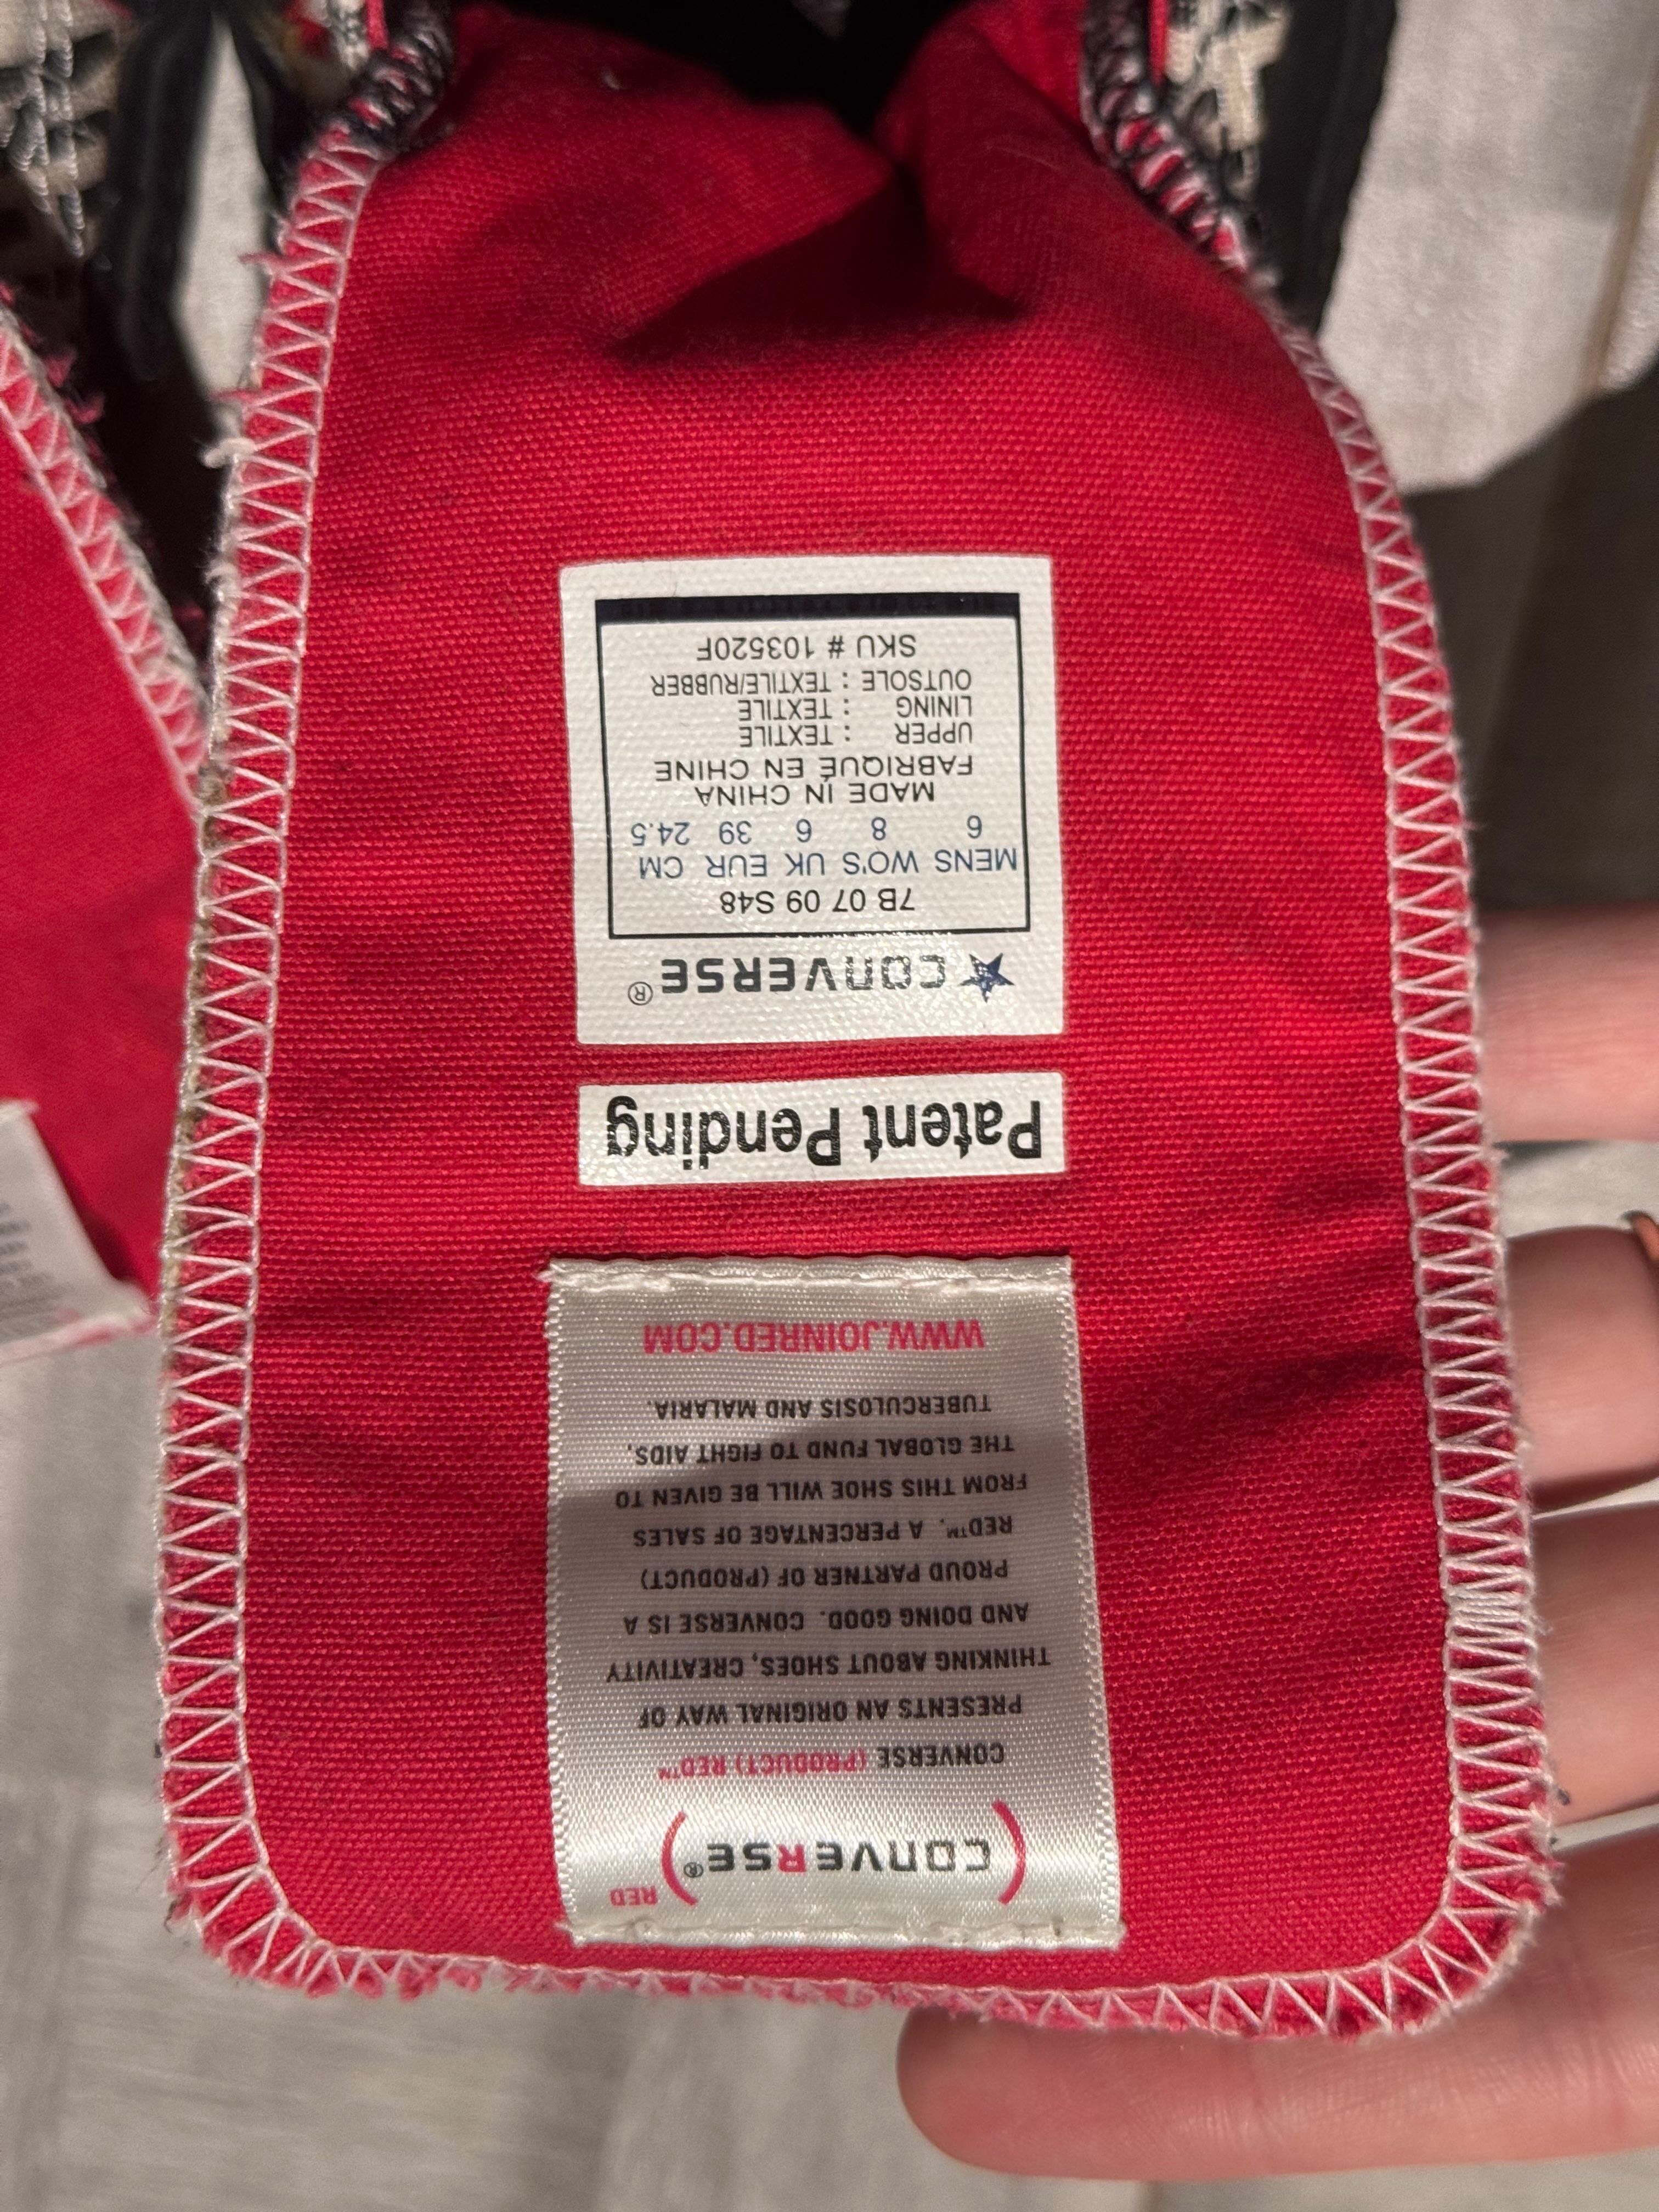 (CONVERSE®) RED
CONVERSE (PRODUCT) RED™
PRESENTS AN ORIGINAL WAY OF
THINKING ABOUT SHOES, CREATIVITY
AND DOING GOOD. CONVERSE IS A
PROUD PARTNER OF (PRODUCT)
RED™. A PERCENTAGE OF SALES
FROM THIS SHOE WILL BE GIVEN TO
THE GLOBAL FUND TO FIGHT AIDS,
TUBERCULOSIS AND MALARIA.
WWW.JOINRED.COM
Patent Pending
CONVERSE®
7B 07 09 S48
MENS WO'S UK EUR CM
6 8 6 39 24.5
MADE IN CHINA
FABRIQUÉ EN CHINE
UPPER : TEXTILE
LINING : TEXTILE
OUTSOLE : TEXTILE/RUBBER
SKU # 103520F